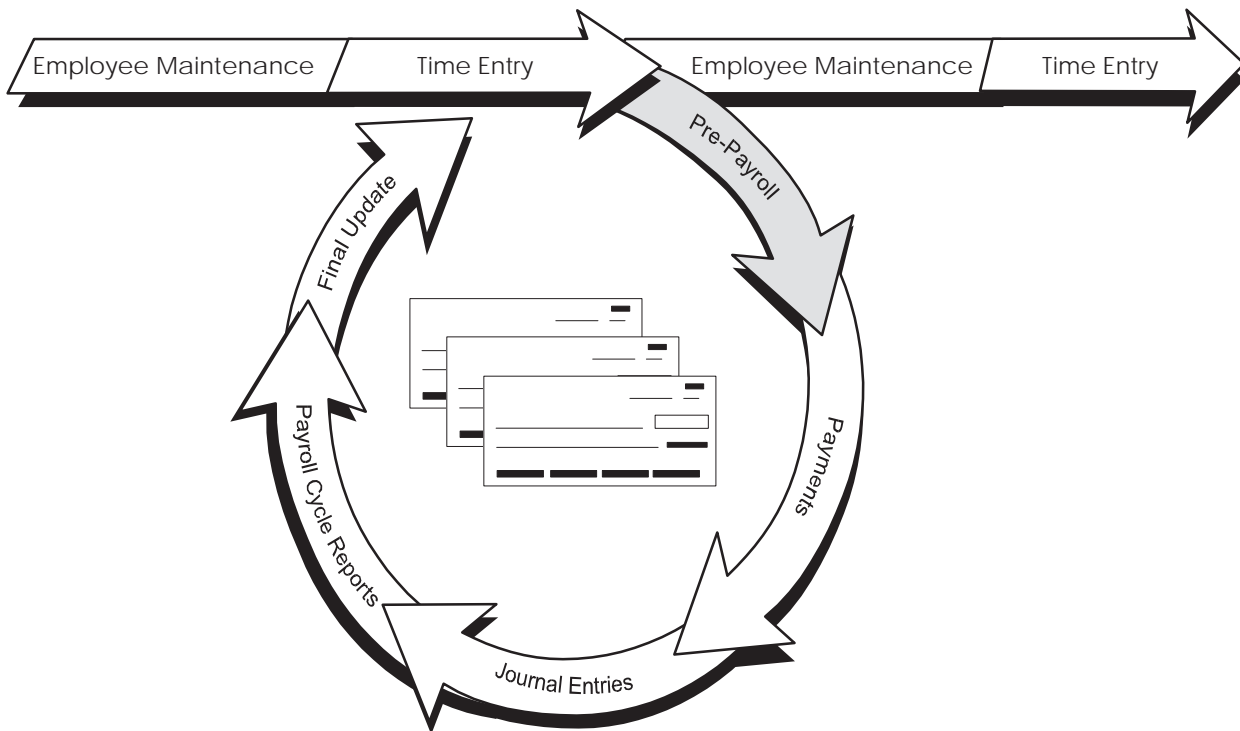 Employee Maintenance
Time Entry
Employee Maintenance
Time Entry
Pre-Payroll
Payments
Journal Entries
Payroll Cycle Reports
Final Update